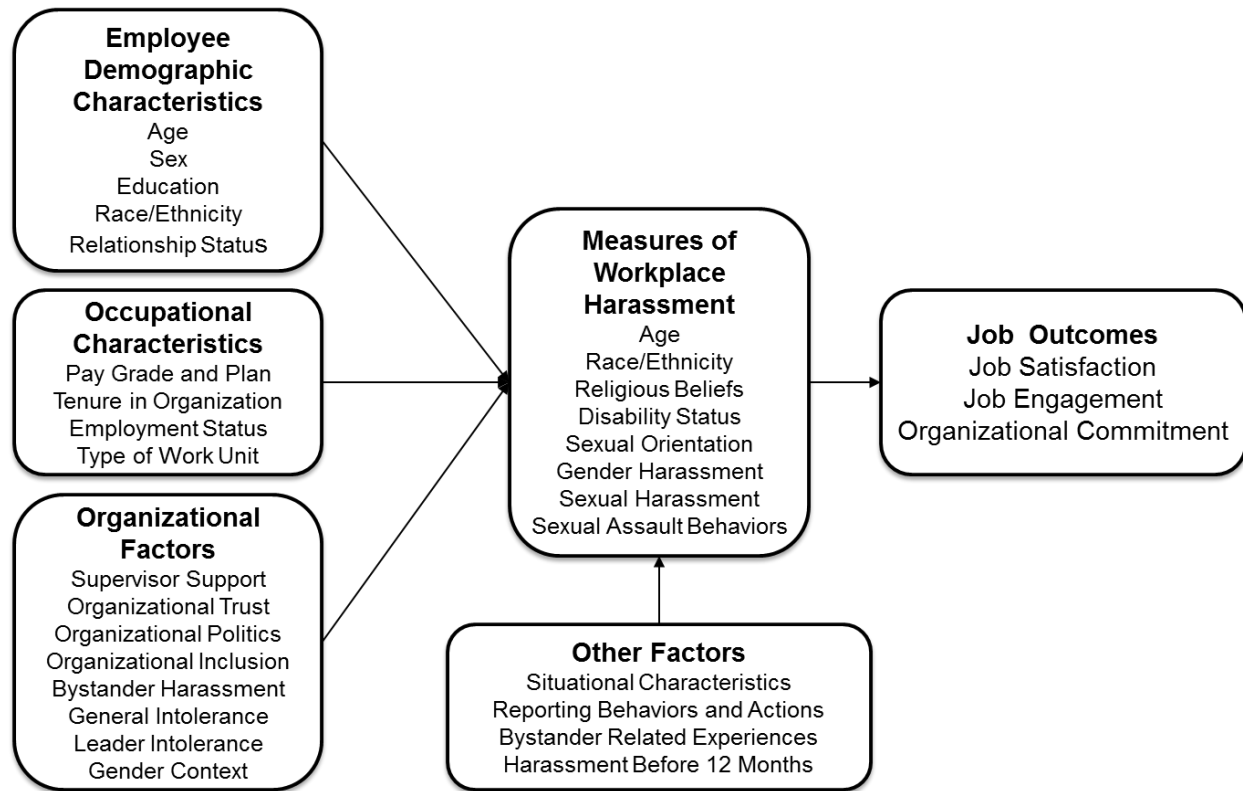 Employee
Demographic
Characteristics
Age
Sex
Education
Race/Ethnicity
Relationship Status
Occupational
Characteristics
Pay Grade and Plan
Tenure in Organization
Employment Status
Type of Work Unit
Organizational
Factors
Supervisor Support
Organizational Trust
Organizational Politics
Organizational Inclusion
Bystander Harassment
General Intolerance
Leader Intolerance
Gender Context
Measures of
Workplace
Harassment
Age
Race/Ethnicity
Religious Beliefs
Disability Status
Sexual Orientation
Gender Harassment
Sexual Harassment
Sexual Assault Behaviors
Other Factors
Situational Characteristics
Reporting Behaviors and Actions
Bystander Related Experiences
Harassment Before 12 Months
Job Outcomes
Job Satisfaction
Job Engagement
Organizational Commitment